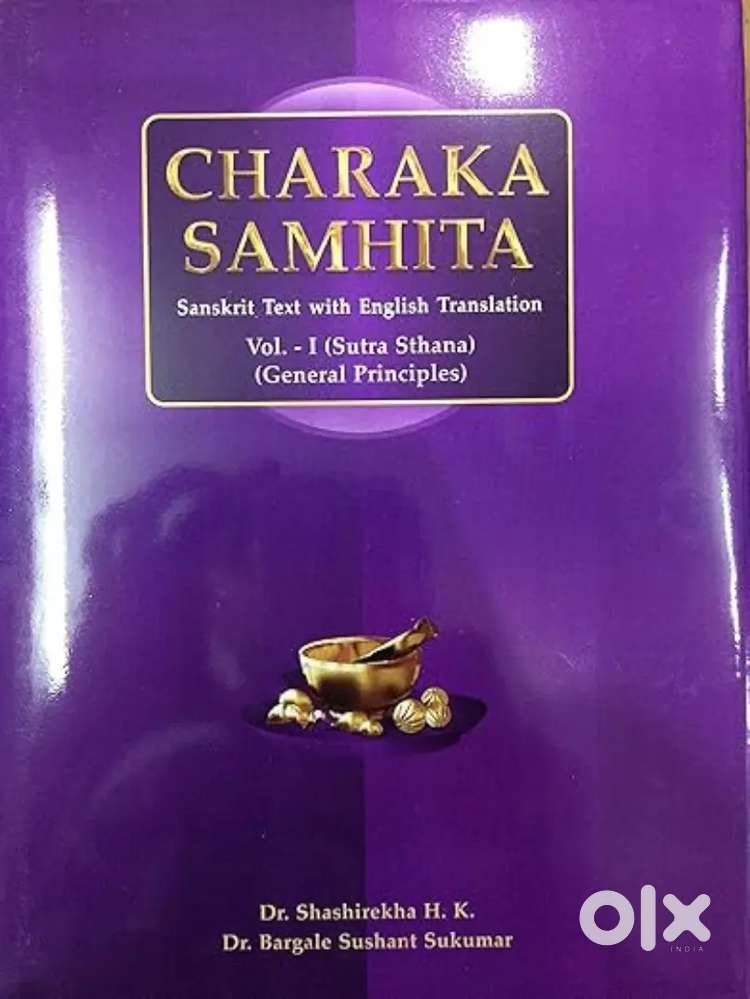 CHARAKA
SAMHITA
Sanskrit Text with English Translation
Vol. - I (Sutra Sthana)
(General Principles)
Dr. Shashirekha H. K.
Dr. Bargale Sushant Sukumar
olx
INDIA